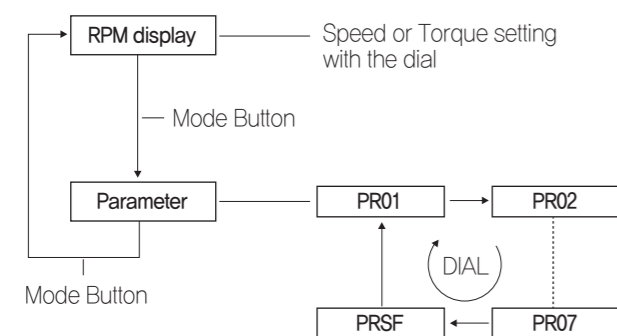 RPM display
Speed or Torque setting
with the dial
Mode Button
Parameter
PR01
PR02
DIAL
Mode Button
PRSF
PR07